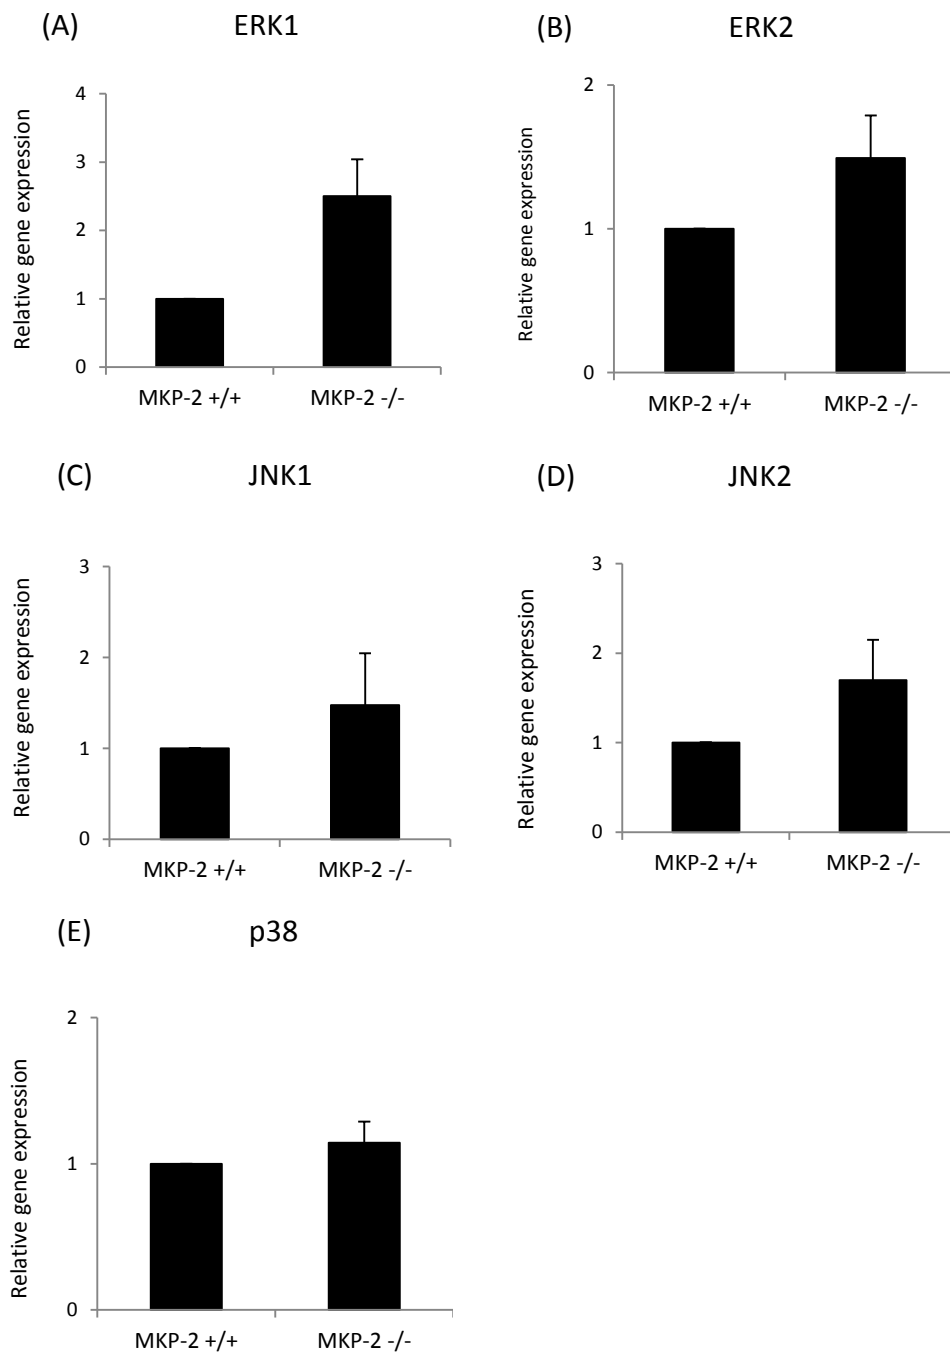 (A) ERK1
Relative gene expression
4
3
2
1
0
MKP-2 +/+ MKP-2 -/-
(B) ERK2
Relative gene expression
2
1
0
MKP-2 +/+ MKP-2 -/-
(C) JNK1
Relative gene expression
3
2
1
0
MKP-2 +/+ MKP-2 -/-
(D) JNK2
Relative gene expression
3
2
1
0
MKP-2 +/+ MKP-2 -/-
(E) p38
Relative gene expression
2
1
0
MKP-2 +/+ MKP-2 -/-